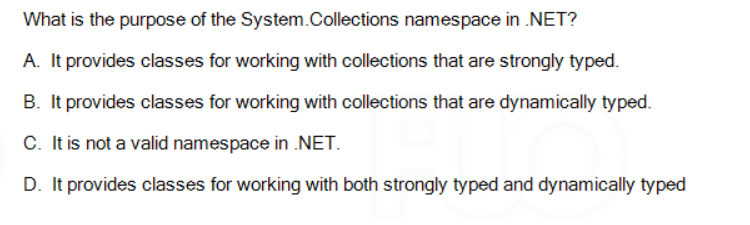 What is the purpose of the System.Collections namespace in .NET?
A. It provides classes for working with collections that are strongly typed.
B. It provides classes for working with collections that are dynamically typed.
C. It is not a valid namespace in .NET.
D. It provides classes for working with both strongly typed and dynamically typed